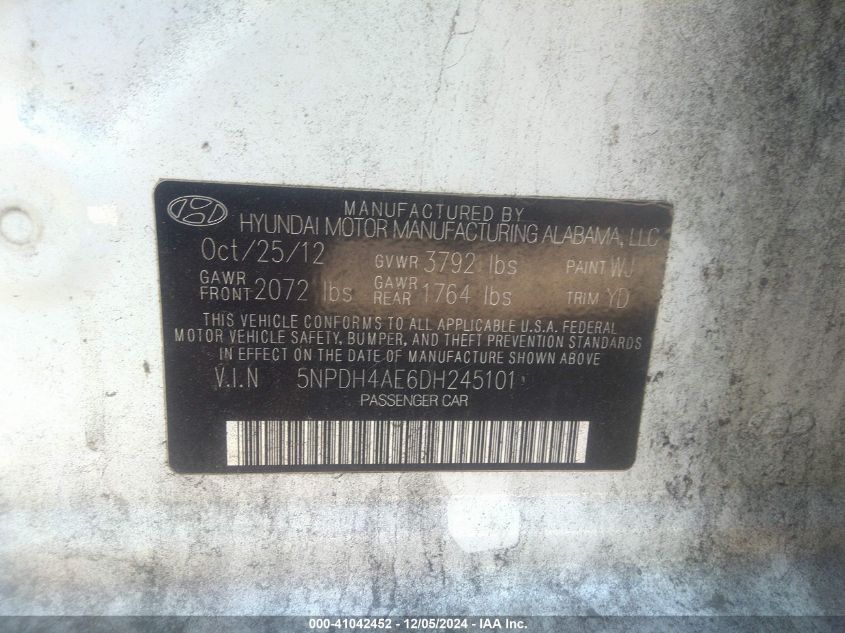 MANUFACTURED BY
HYUNDAI MOTOR MANUFACTURING ALABAMA, LLC
Oct/25/12 GVWR 3792 lbs PAINT WJ
GAWR FRONT 2072 lbs GAWR REAR 1764 lbs TRIM YD
THIS VEHICLE CONFORMS TO ALL APPLICABLE U.S.A. FEDERAL
MOTOR VEHICLE SAFETY, BUMPER, AND THEFT PREVENTION STANDARDS
IN EFFECT ON THE DATE OF MANUFACTURE SHOWN ABOVE
V.I.N 5NPDH4AE6DH245101
PASSENGER CAR
000-41042452 - 12/05/2024 - IAA Inc.